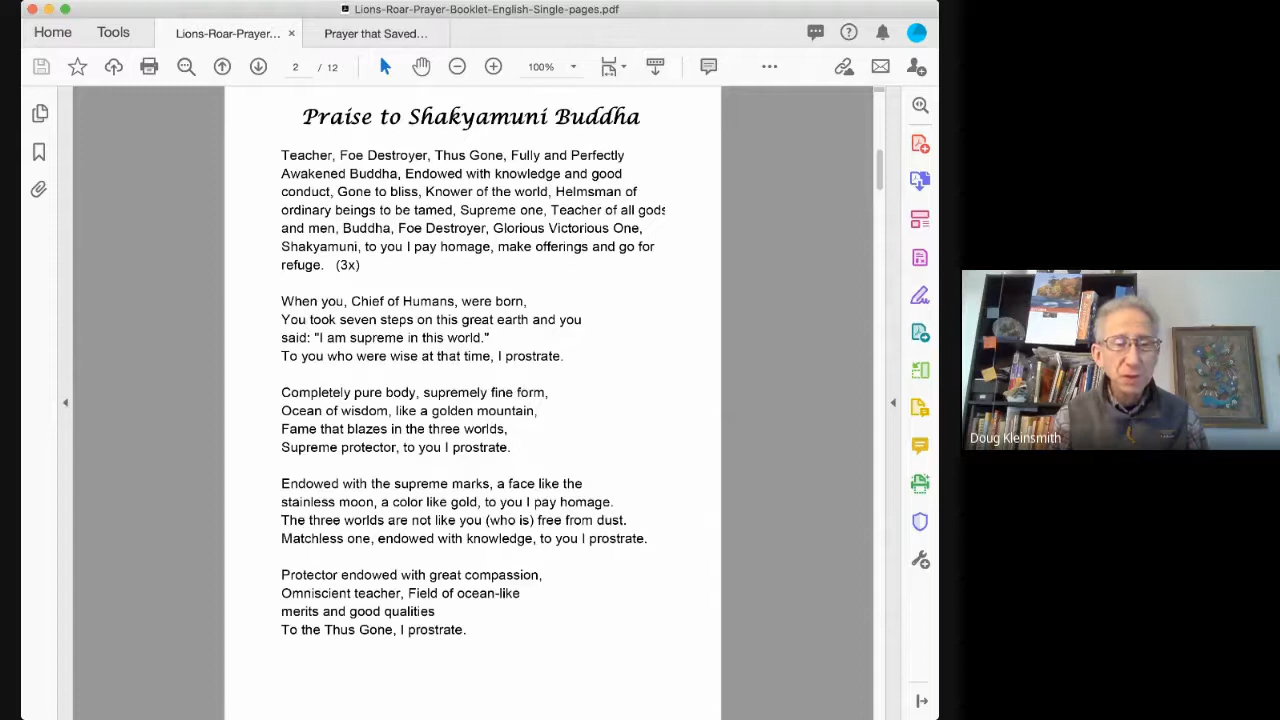 Lions-Roar-Prayer-Booklet-English-Single-pages.pdf
Home
Tools
Lions-Roar-Prayer...
Prayer that Saved...
2 / 12
100%
Praise to Shakyamuni Buddha
Teacher, Foe Destroyer, Thus Gone, Fully and Perfectly
Awakened Buddha, Endowed with knowledge and good
conduct, Gone to bliss, Knower of the world, Helmsman of
ordinary beings to be tamed, Supreme one, Teacher of all gods
and men, Buddha, Foe Destroyer, Glorious Victorious One,
Shakyamuni, to you I pay homage, make offerings and go for
refuge. (3x)
When you, Chief of Humans, were born,
You took seven steps on this great earth and you
said: "I am supreme in this world."
To you who were wise at that time, I prostrate.
Completely pure body, supremely fine form,
Ocean of wisdom, like a golden mountain,
Fame that blazes in the three worlds,
Supreme protector, to you I prostrate.
Endowed with the supreme marks, a face like the
stainless moon, a color like gold, to you I pay homage.
The three worlds are not like you (who is) free from dust.
Matchless one, endowed with knowledge, to you I prostrate.
Protector endowed with great compassion,
Omniscient teacher, Field of ocean-like
merits and good qualities
To the Thus Gone, I prostrate.
Doug Kleinsmith